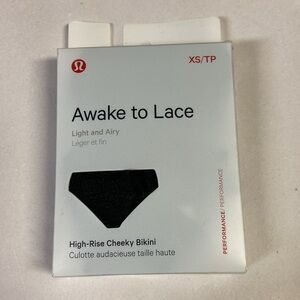 XS/TP
Awake to Lace
Light and Airy
Léger et fin
High-Rise Cheeky Bikini
Culotte audacieuse taille haute
PERFORMANCE/PERFORMANCE